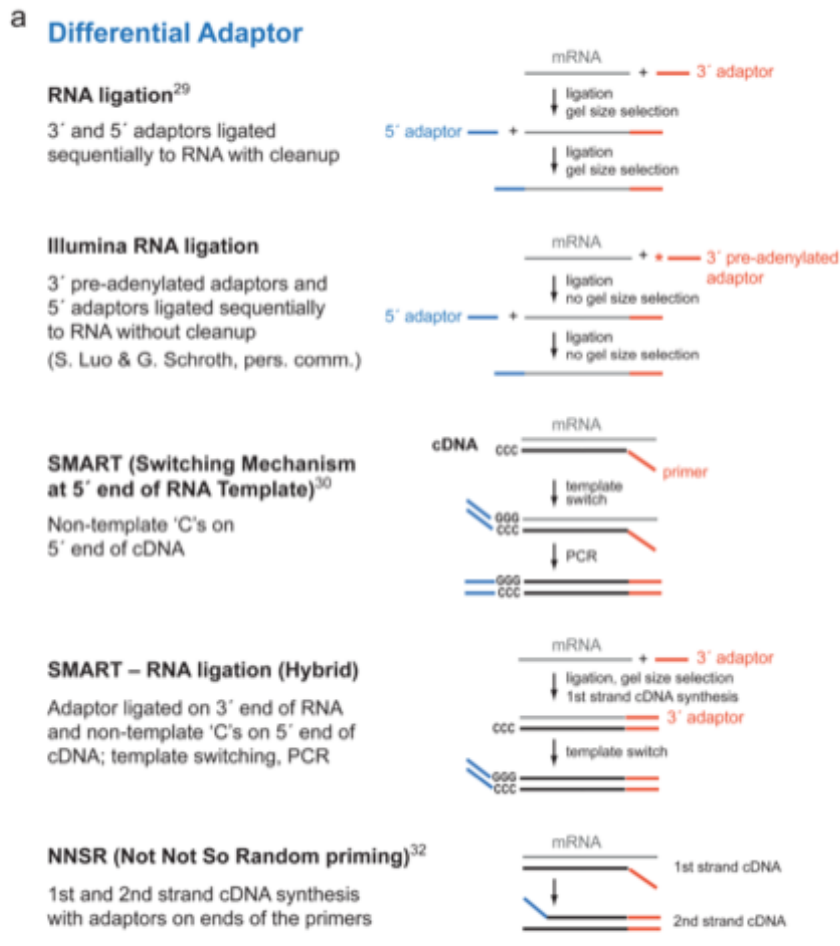 a
Differential Adaptor
RNA ligation29
3´ and 5´ adaptors ligated
sequentially to RNA with cleanup
mRNA
+
3´ adaptor
ligation
gel size selection
5´ adaptor
+
ligation
gel size selection
Illumina RNA ligation
3´ pre-adenylated adaptors and
5´ adaptors ligated sequentially
to RNA without cleanup
(S. Luo & G. Schroth, pers. comm.)
mRNA
+ *
3´ pre-adenylated
adaptor
ligation
no gel size selection
5´ adaptor
+
ligation
no gel size selection
SMART (Switching Mechanism
at 5´ end of RNA Template)30
Non-template ‘C’s on
5´ end of cDNA
mRNA
cDNA
CCC
primer
template
switch
GGG
CCC
PCR
GGG
CCC
SMART – RNA ligation (Hybrid)
Adaptor ligated on 3´ end of RNA
and non-template ‘C’s on 5´ end of
cDNA; template switching, PCR
mRNA
+
3´ adaptor
ligation, gel size selection
1st strand cDNA synthesis
3´ adaptor
CCC
template switch
GGG
CCC
NNSR (Not Not So Random priming)32
1st and 2nd strand cDNA synthesis
with adaptors on ends of the primers
mRNA
1st strand cDNA
2nd strand cDNA